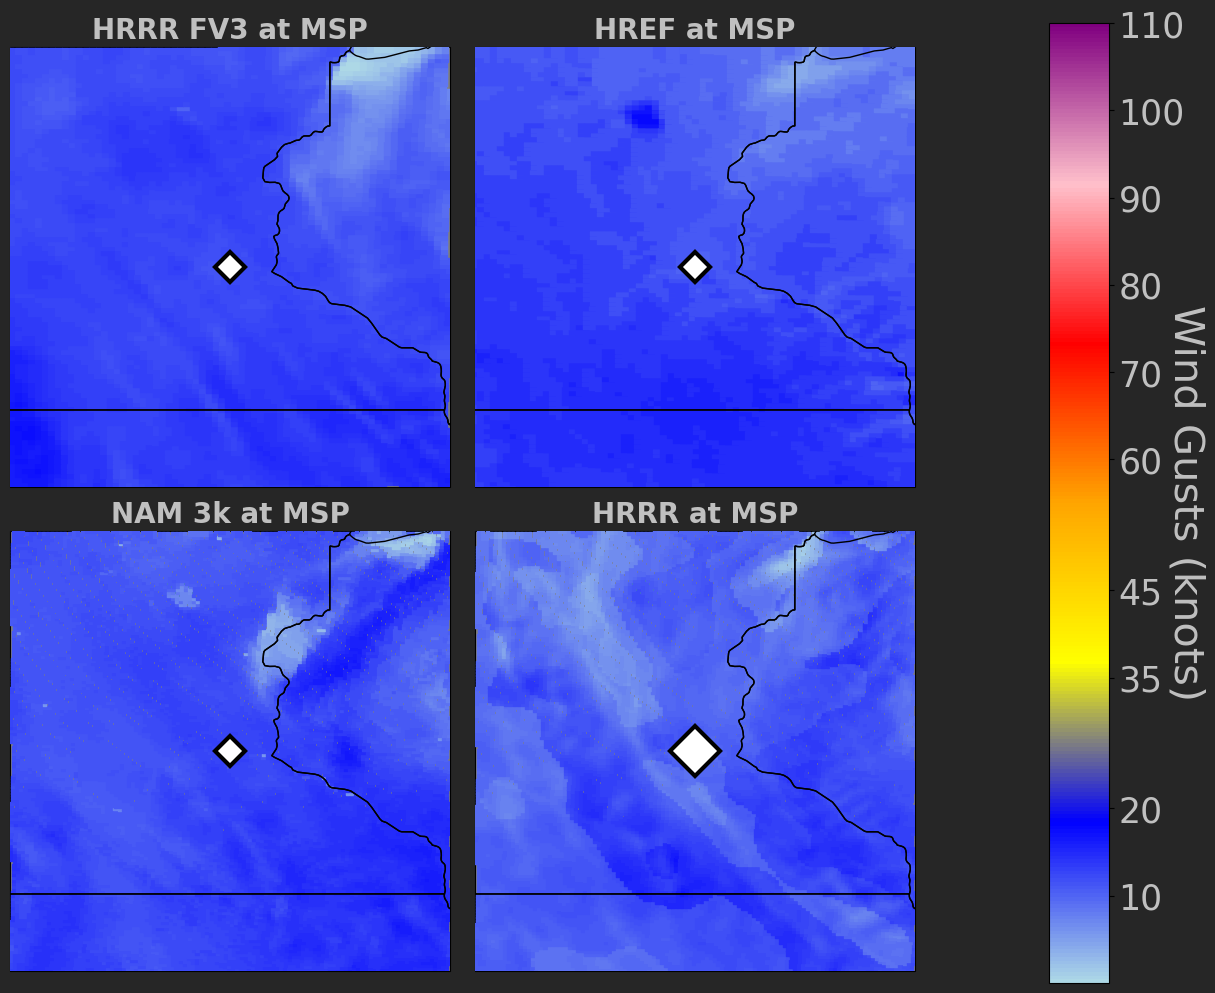 HRRR FV3 at MSP
HREF at MSP
NAM 3k at MSP
HRRR at MSP
110
100
90
80
70
60
45
35
20
10
Wind Gusts (knots)